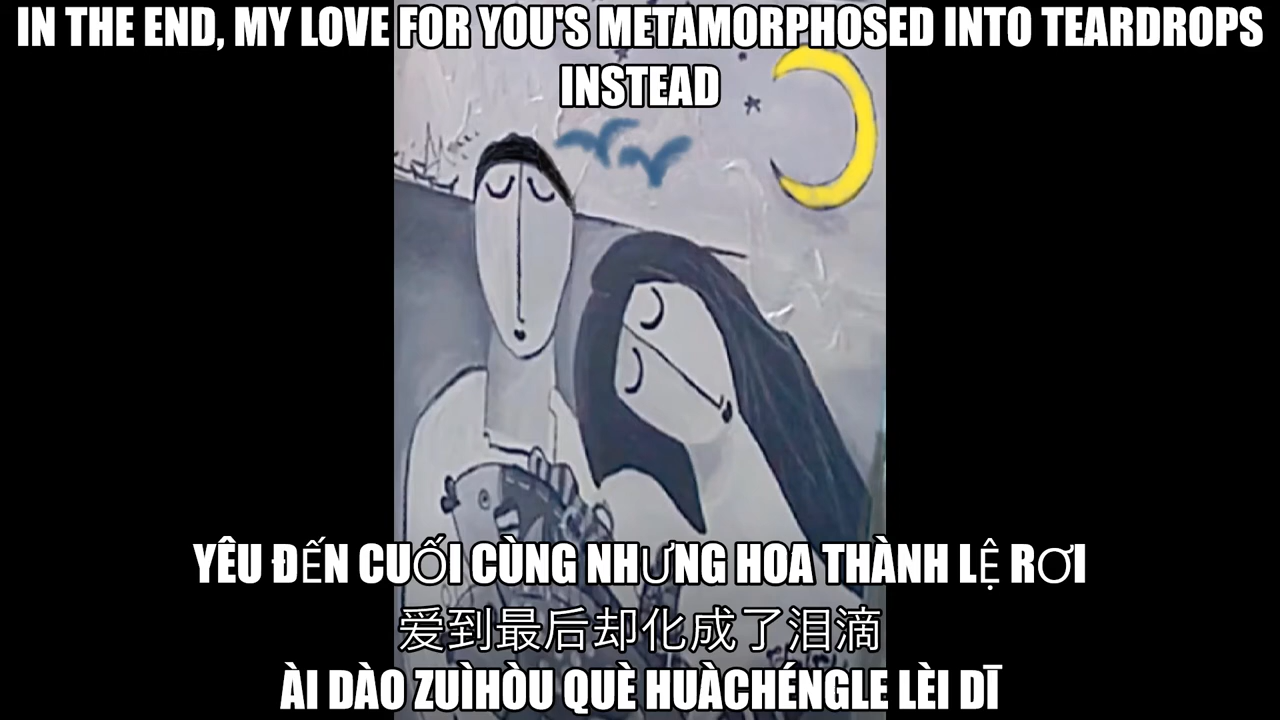 IN THE END, MY LOVE FOR YOU'S METAMORPHOSED INTO TEARDROPS
INSTEAD
YÊU ĐẾN CUỐI CÙNG NHƯNG HOA THÀNH LỆ RƠI
爱到最后却化成了泪滴
ÀI DÀO ZUÌHÒU QUÈ HUÀCHÉNGLE LÈI DĪ